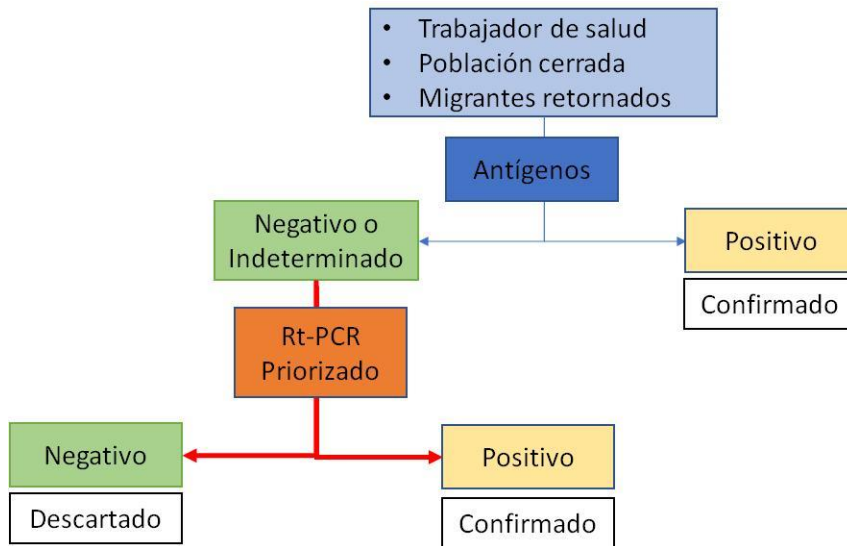 • Trabajador de salud
• Población cerrada
• Migrantes retornados
Antígenos
Negativo o
Indeterminado
Positivo
Confirmado
Rt-PCR
Priorizado
Negativo
Positivo
Descartado
Confirmado